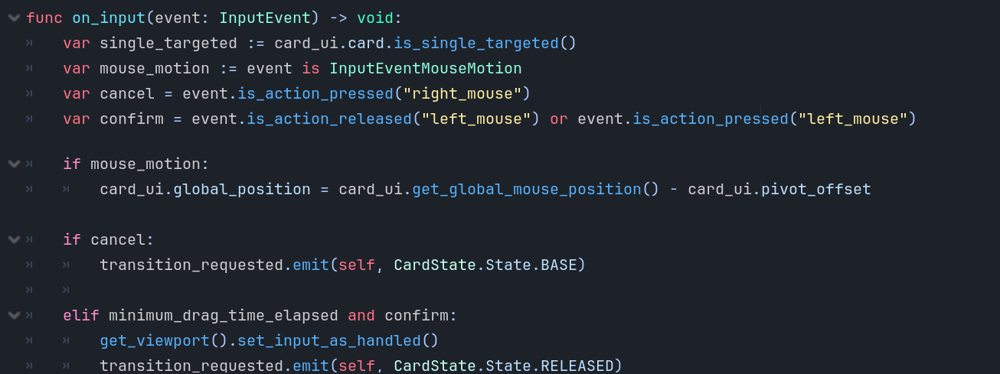 func on_input(event: InputEvent) -> void:
var single_targeted := card_ui.card.is_single_targeted()
var mouse_motion := event is InputEventMouseMotion
var cancel = event.is_action_pressed("right_mouse")
var confirm = event.is_action_released("left_mouse") or event.is_action_pressed("left_mouse")
if mouse_motion:
card_ui.global_position = card_ui.get_global_mouse_position() - card_ui.pivot_offset
if cancel:
transition_requested.emit(self, CardState.State.BASE)
elif minimum_drag_time_elapsed and confirm:
get_viewport().set_input_as_handled()
transition_requested.emit(self, CardState.State.RELEASED)